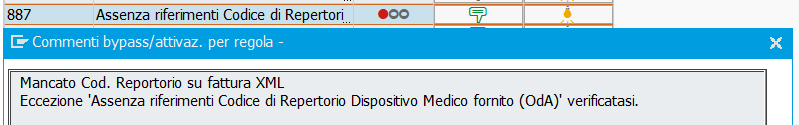 887 Assenza riferimenti Codice di Repertori...
Commenti bypass/attivaz. per regola -
Mancato Cod. Reportorio su fattura XML
Eccezione 'Assenza riferimenti Codice di Repertorio Dispositivo Medico fornito (OdA)' verificatasi.